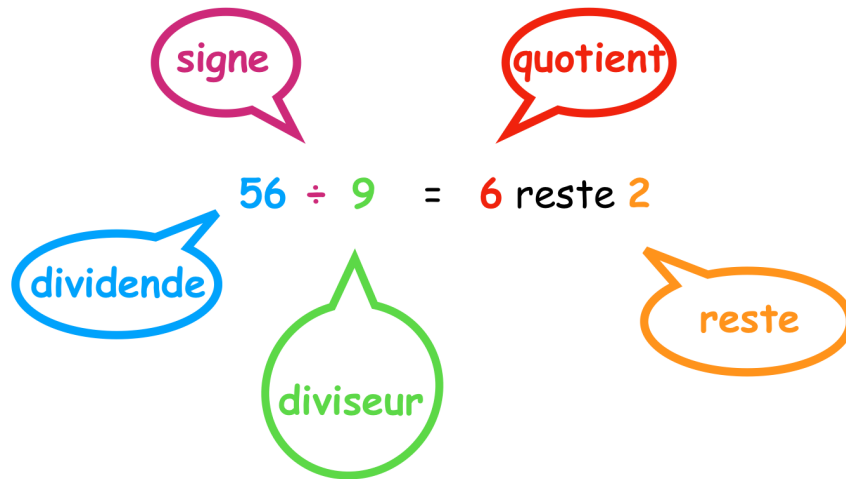 signe
quotient
56 ÷ 9 = 6 reste 2
dividende
reste
diviseur